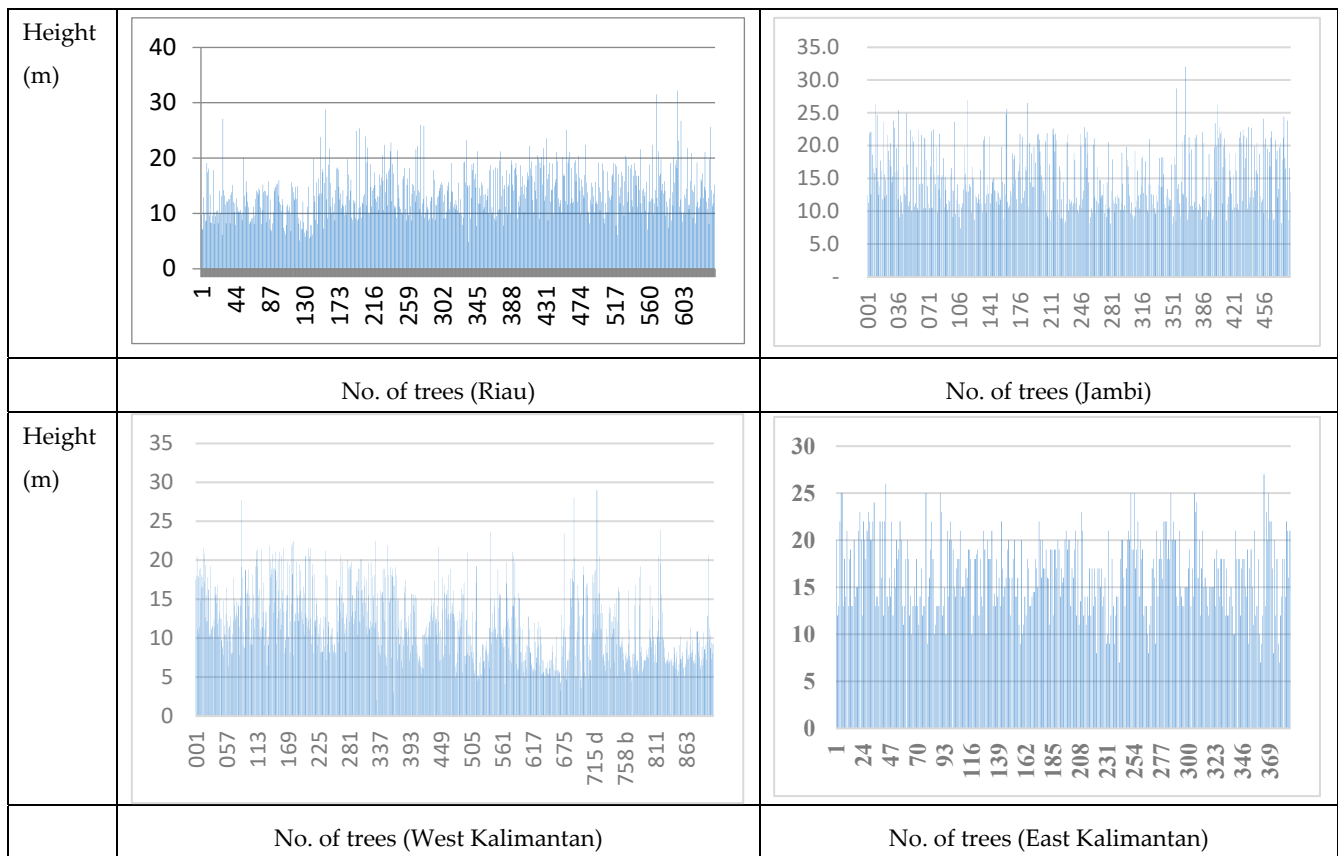 Height
(m)
40
30
20
10
0
1 44 87 130 173 216 259 302 345 388 431 474 517 560 603
35.0
30.0
25.0
20.0
15.0
10.0
5.0
-
001 036 071 106 141 176 211 246 281 316 351 386 421 456
No. of trees (Riau)
No. of trees (Jambi)
Height
(m)
35
30
25
20
15
10
5
0
001 057 113 169 225 281 337 393 449 505 561 617 675 715 d 758 b 811 863
30
25
20
15
10
5
0
1 24 47 70 93 116 139 162 185 208 231 254 277 300 323 346 369
No. of trees (West Kalimantan)
No. of trees (East Kalimantan)